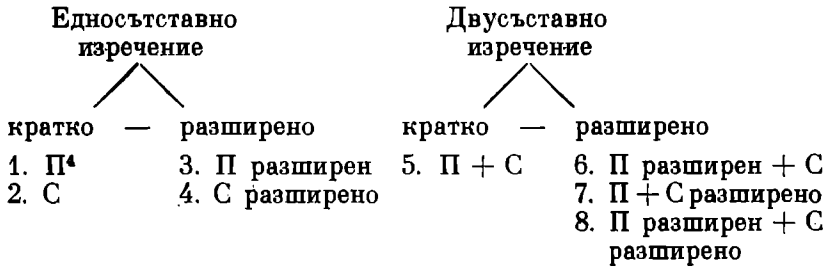 Едносътставно Двусъставно
изречение изречение
кратко — разширено кратко — разширено
1. П⁴ 3. П разширен 5. П + С 6. П разширен + С
2. С 4. С разширено 7. П + С разширено
8. П разширен + С
разширено